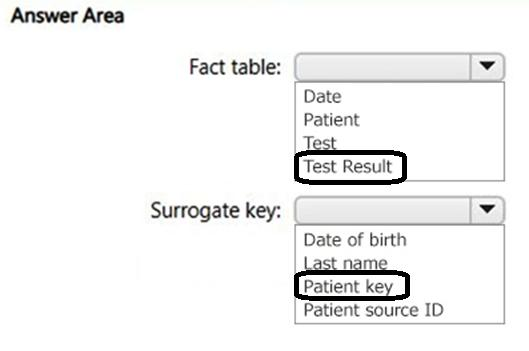 Answer Area
Fact table:
Date
Patient
Test
Test Result
Surrogate key:
Date of birth
Last name
Patient key
Patient source ID